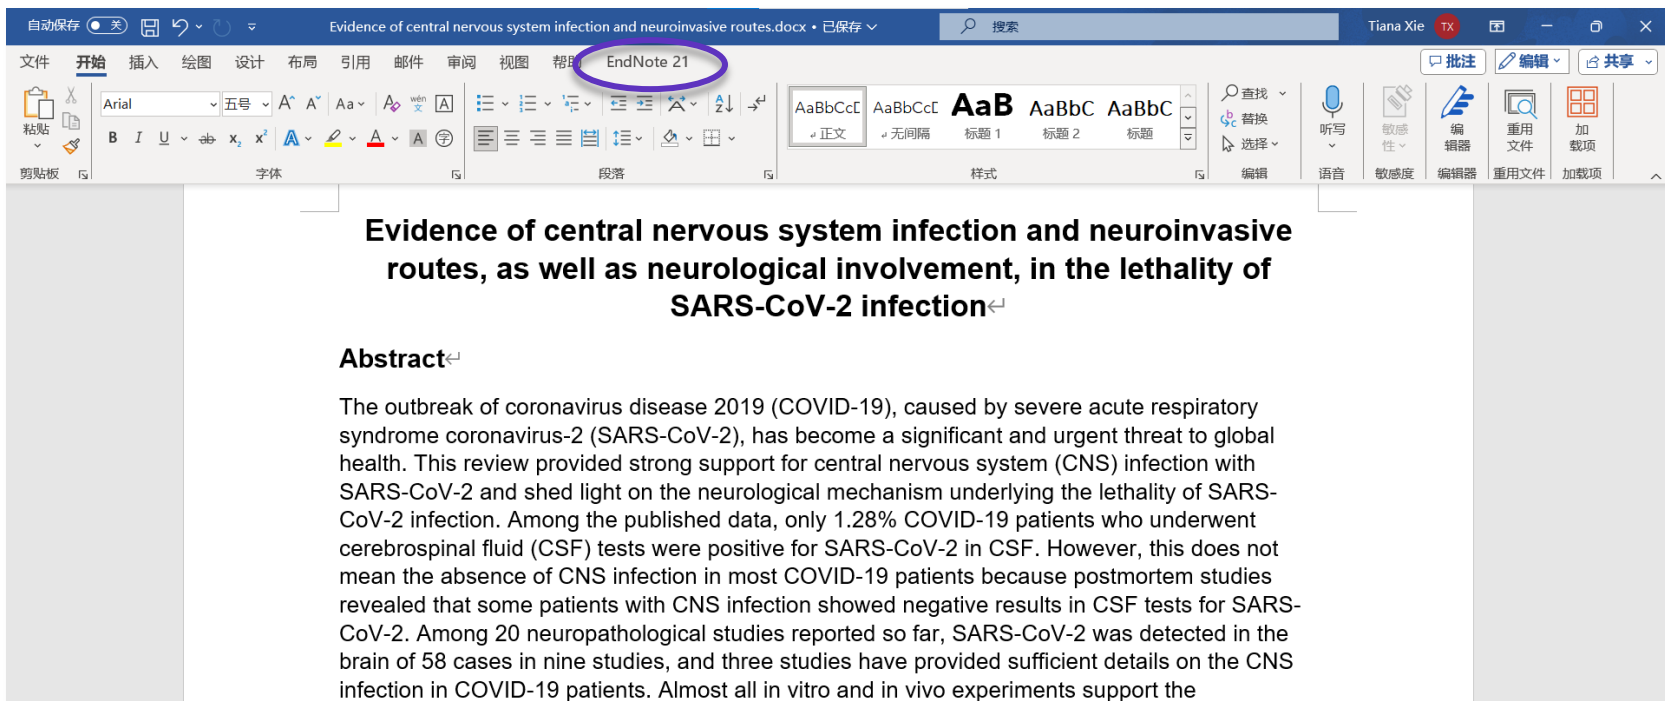 自动保存 关 Evidence of central nervous system infection and neuroinvasive routes.docx • 已保存 搜索 Tiana Xie TX
文件 开始 插入 绘图 设计 布局 引用 邮件 审阅 视图 帮助 EndNote 21 批注 编辑 共享
粘贴
剪贴板
Arial 五号 A A Aa A wén 文 A
B I U ab x₂ x² A A A 字
字体
段落
AaBbCcD AaBbCcD AaB AaBbC AaBbC
正文 无间隔 标题 1 标题 2 标题
样式
查找
替换
选择
编辑
听写
语音
敏感性
敏感度
编辑器
编辑器
重用文件
重用文件
加载项
加载项
Evidence of central nervous system infection and neuroinvasive
routes, as well as neurological involvement, in the lethality of
SARS-CoV-2 infection
Abstract
The outbreak of coronavirus disease 2019 (COVID-19), caused by severe acute respiratory
syndrome coronavirus-2 (SARS-CoV-2), has become a significant and urgent threat to global
health. This review provided strong support for central nervous system (CNS) infection with
SARS-CoV-2 and shed light on the neurological mechanism underlying the lethality of SARS-
CoV-2 infection. Among the published data, only 1.28% COVID-19 patients who underwent
cerebrospinal fluid (CSF) tests were positive for SARS-CoV-2 in CSF. However, this does not
mean the absence of CNS infection in most COVID-19 patients because postmortem studies
revealed that some patients with CNS infection showed negative results in CSF tests for SARS-
CoV-2. Among 20 neuropathological studies reported so far, SARS-CoV-2 was detected in the
brain of 58 cases in nine studies, and three studies have provided sufficient details on the CNS
infection in COVID-19 patients. Almost all in vitro and in vivo experiments support the